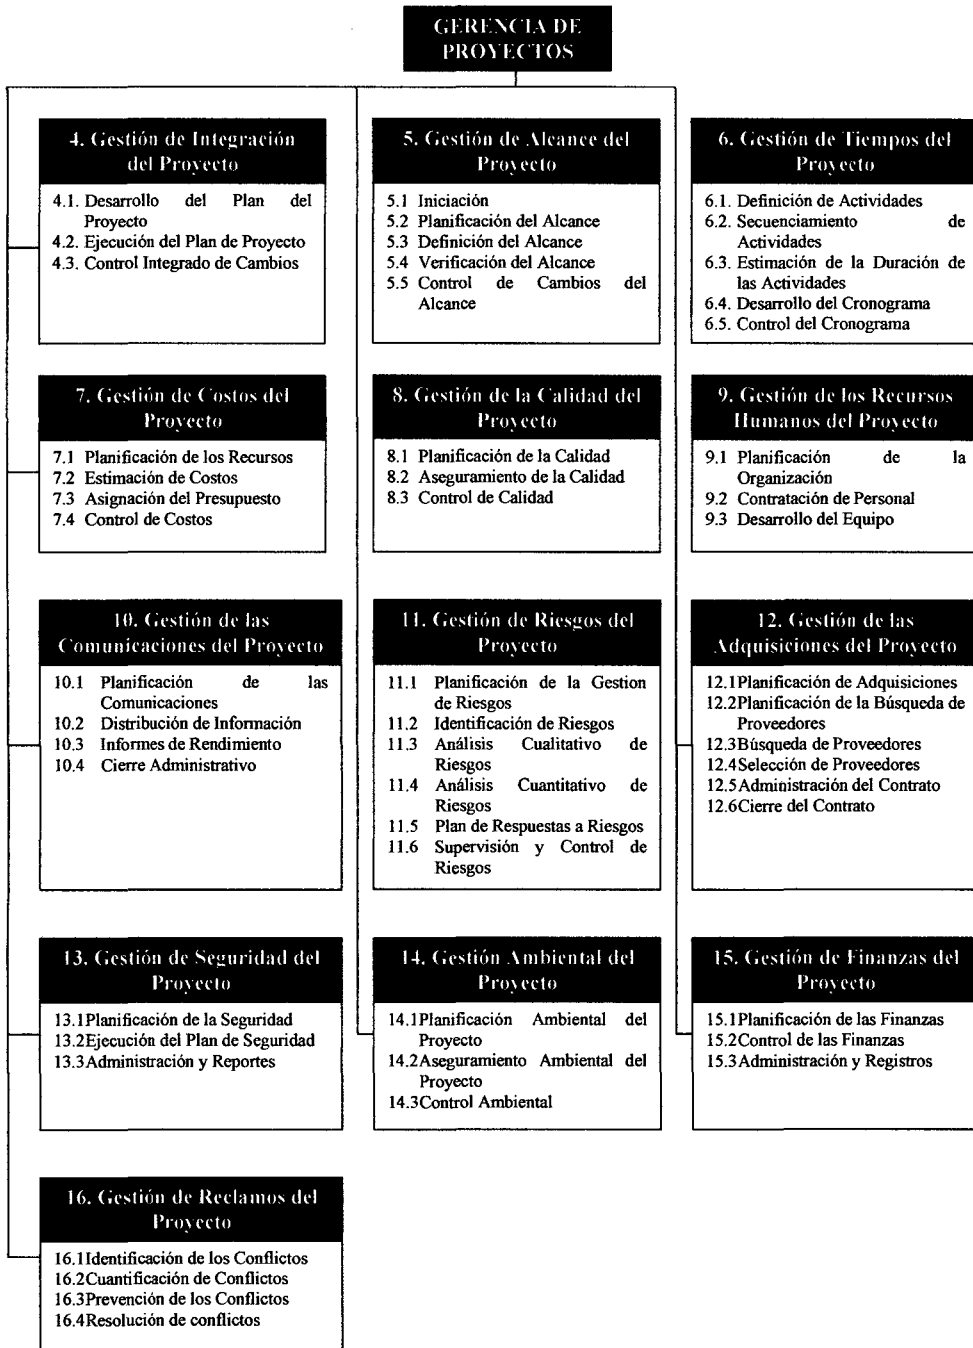 GERENCIA DE
PROYECTOS
4. Gestión de Integración
del Proyecto
4.1. Desarrollo del Plan del
Proyecto
4.2. Ejecución del Plan de Proyecto
4.3. Control Integrado de Cambios
5. Gestión de Alcance del
Proyecto
5.1 Iniciación
5.2 Planificación del Alcance
5.3 Definición del Alcance
5.4 Verificación del Alcance
5.5 Control de Cambios del
Alcance
6. Gestión de Tiempos del
Proyecto
6.1. Definición de Actividades
6.2. Secuenciamiento de
Actividades
6.3. Estimación de la Duración de
las Actividades
6.4. Desarrollo del Cronograma
6.5. Control del Cronograma
7. Gestión de Costos del
Proyecto
7.1 Planificación de los Recursos
7.2 Estimación de Costos
7.3 Asignación del Presupuesto
7.4 Control de Costos
8. Gestión de la Calidad del
Proyecto
8.1 Planificación de la Calidad
8.2 Aseguramiento de la Calidad
8.3 Control de Calidad
9. Gestión de los Recursos
Humanos del Proyecto
9.1 Planificación de la
Organización
9.2 Contratación de Personal
9.3 Desarrollo del Equipo
10. Gestión de las
Comunicaciones del Proyecto
10.1 Planificación de las
Comunicaciones
10.2 Distribución de Información
10.3 Informes de Rendimiento
10.4 Cierre Administrativo
11. Gestión de Riesgos del
Proyecto
11.1 Planificación de la Gestion
de Riesgos
11.2 Identificación de Riesgos
11.3 Análisis Cualitativo de
Riesgos
11.4 Análisis Cuantitativo de
Riesgos
11.5 Plan de Respuestas a Riesgos
11.6 Supervisión y Control de
Riesgos
12. Gestión de las
Adquisiciones del Proyecto
12.1Planificación de Adquisiciones
12.2Planificación de la Búsqueda de
Proveedores
12.3Búsqueda de Proveedores
12.4Selección de Proveedores
12.5Administración del Contrato
12.6Cierre del Contrato
13. Gestión de Seguridad del
Proyecto
13.1Planificación de la Seguridad
13.2Ejecución del Plan de Seguridad
13.3Administración y Reportes
14. Gestión Ambiental del
Proyecto
14.1Planificación Ambiental del
Proyecto
14.2Aseguramiento Ambiental del
Proyecto
14.3Control Ambiental
15. Gestión de Finanzas del
Proyecto
15.1Planificación de las Finanzas
15.2Control de las Finanzas
15.3Administración y Registros
16. Gestión de Reclamos del
Proyecto
16.1Identificación de los Conflictos
16.2Cuantificación de Conflictos
16.3Prevención de los Conflictos
16.4Resolución de conflictos